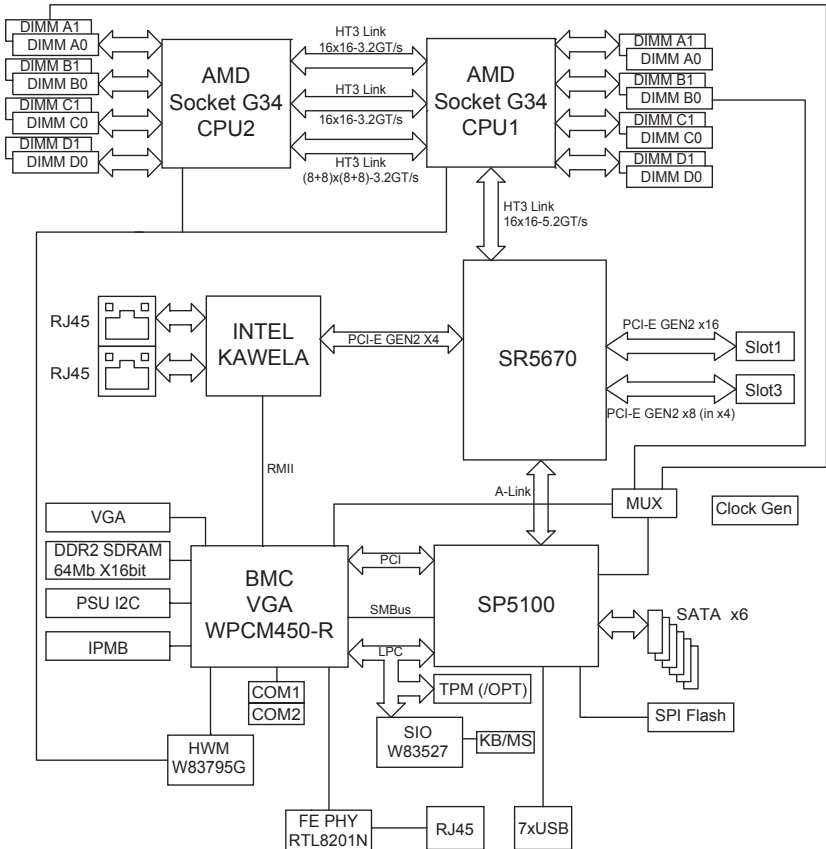 DIMM A1
DIMM A0
DIMM B1
DIMM B0
DIMM C1
DIMM C0
DIMM D1
DIMM D0
AMD
Socket G34
CPU2
HT3 Link
16x16-3.2GT/s
HT3 Link
16x16-3.2GT/s
HT3 Link
(8+8)x(8+8)-3.2GT/s
AMD
Socket G34
CPU1
DIMM A1
DIMM A0
DIMM B1
DIMM B0
DIMM C1
DIMM C0
DIMM D1
DIMM D0
HT3 Link
16x16-5.2GT/s
RJ45
RJ45
INTEL
KAWELA
PCI-E GEN2 X4
SR5670
PCI-E GEN2 x16
Slot1
Slot3
PCI-E GEN2 x8 (in x4)
RMII
A-Link
MUX
Clock Gen
VGA
DDR2 SDRAM
64Mb X16bit
PSU I2C
IPMB
BMC
VGA
WPCM450-R
PCI
SMBus
LPC
SP5100
SATA x6
TPM (/OPT)
SPI Flash
COM1
COM2
SIO
W83527
KB/MS
HWM
W83795G
FE PHY
RTL8201N
RJ45
7xUSB